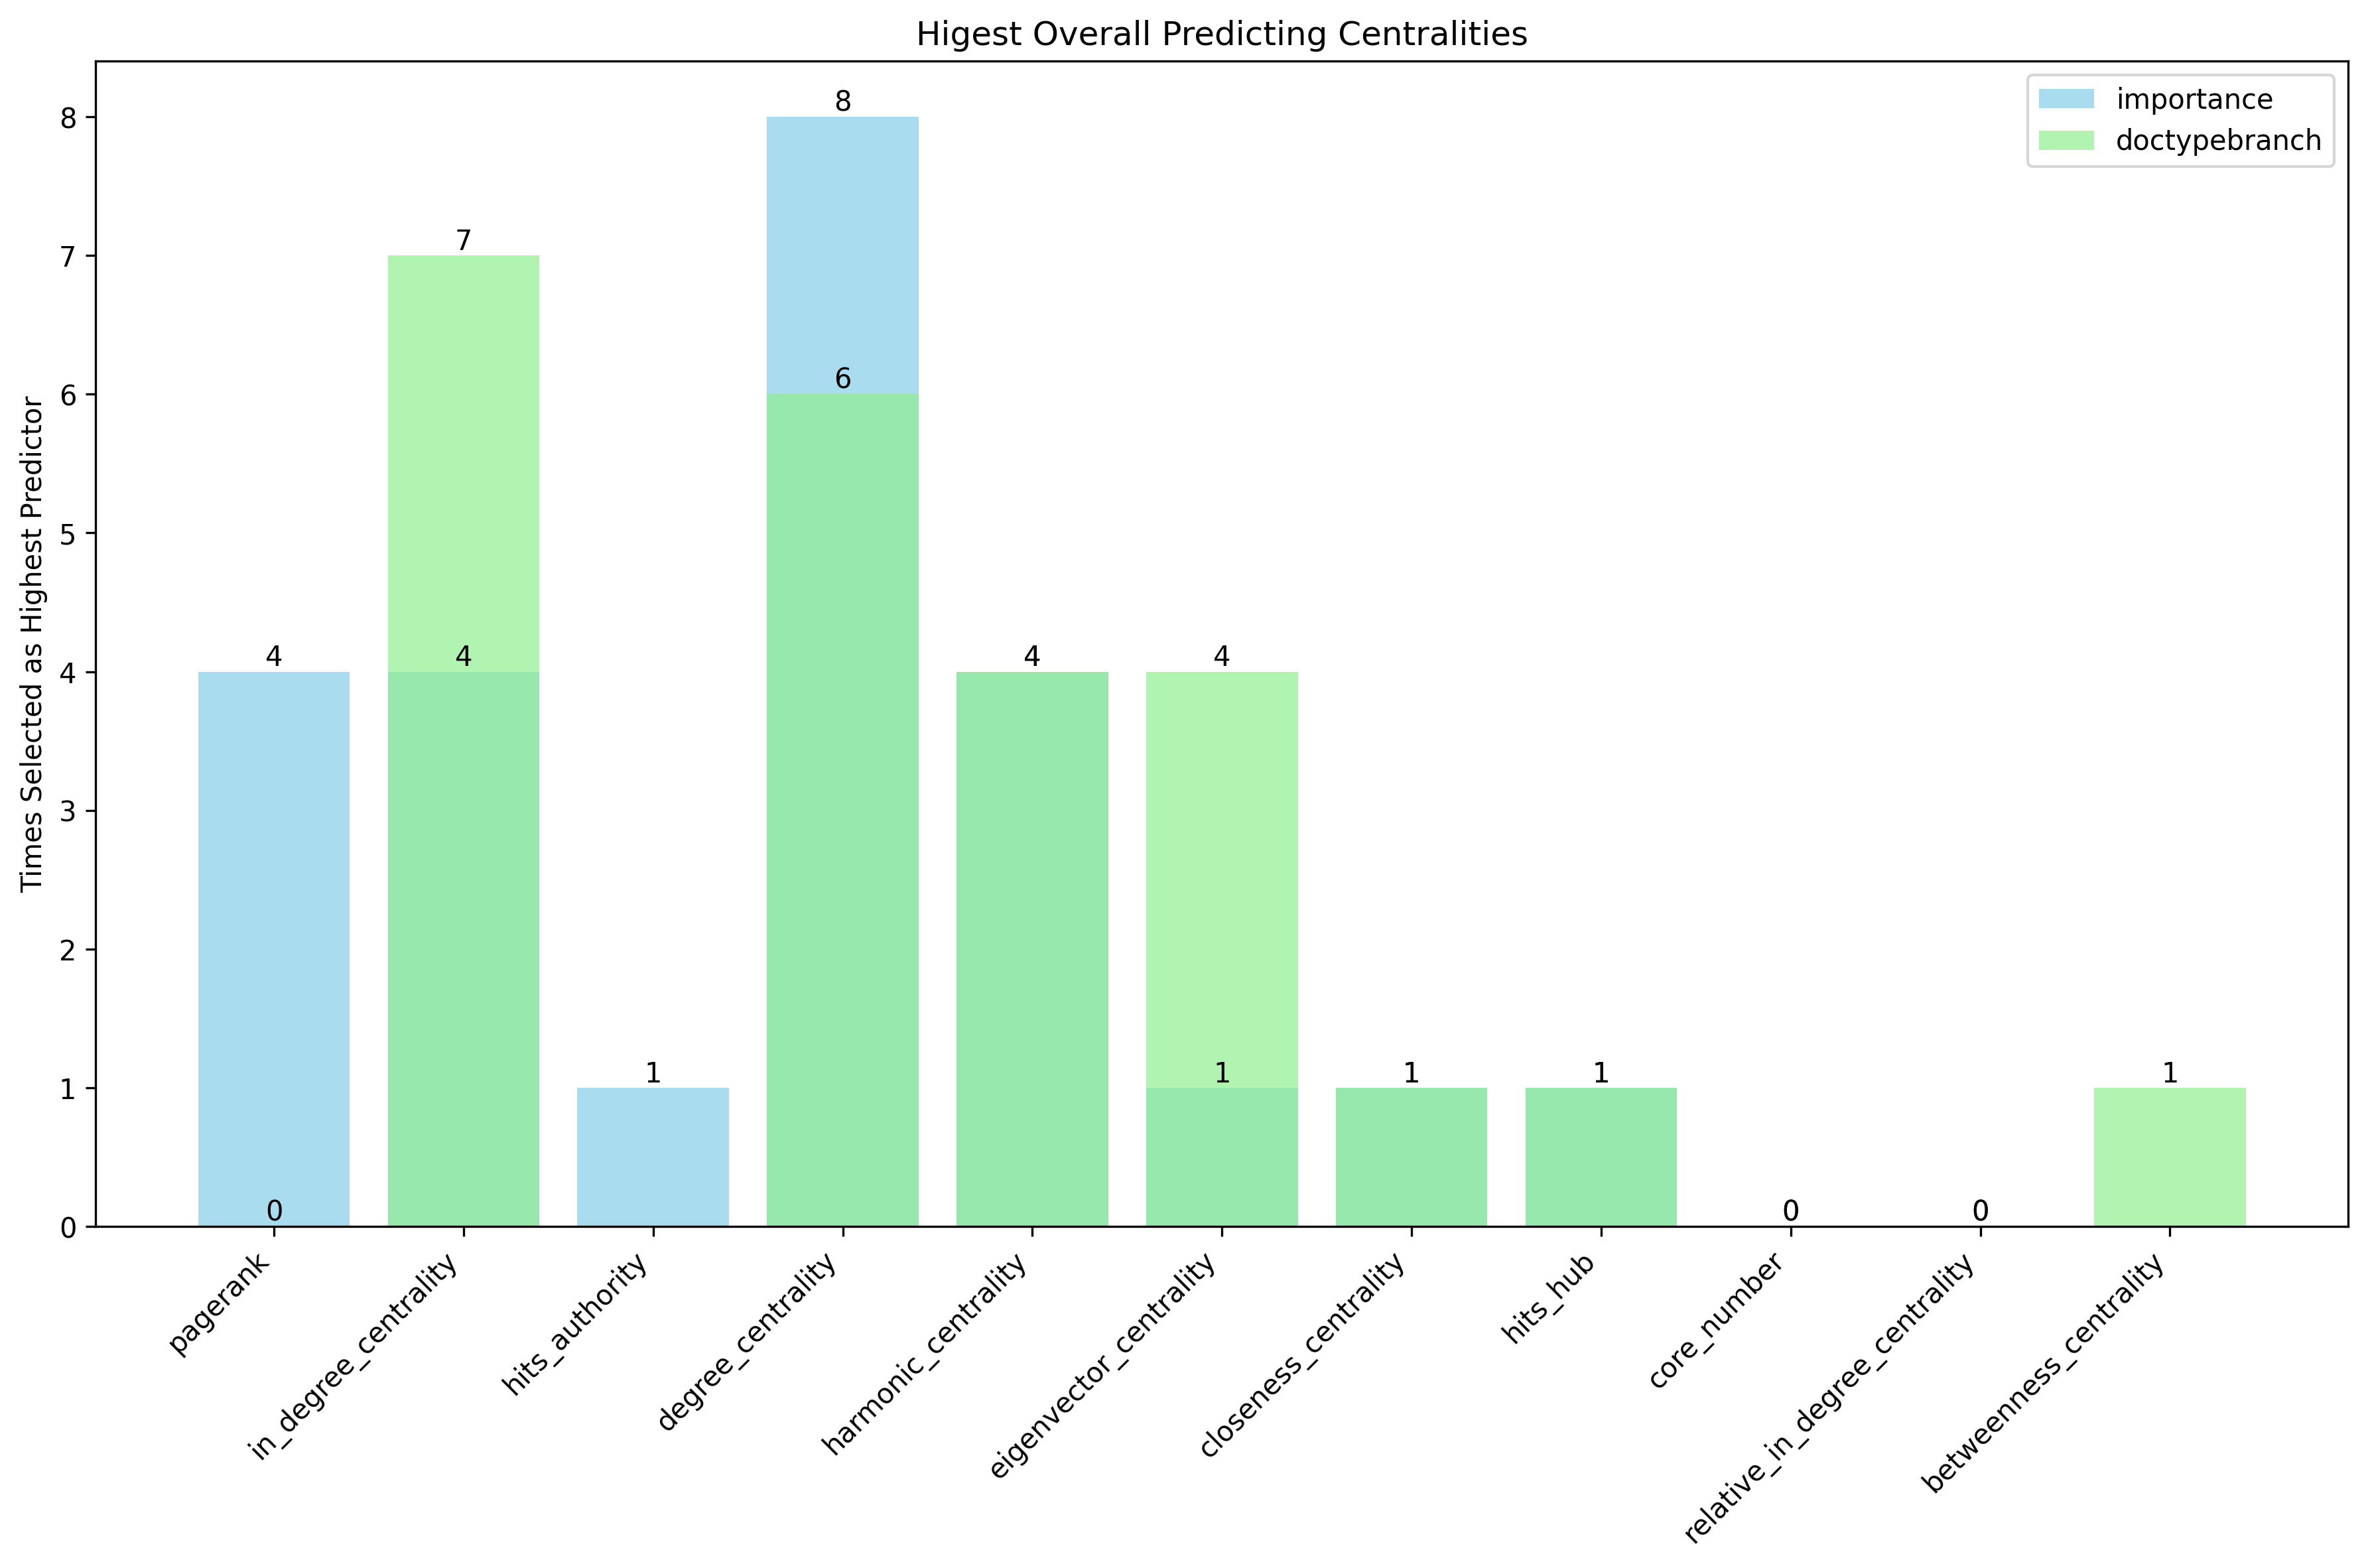 Higest Overall Predicting Centralities
importance
doctypebranch
Times Selected as Highest Predictor
8
7
6
5
4
3
2
1
0
4
0
7
4
1
8
6
4
4
1
1
1
0
0
1
pagerank
in_degree_centrality
hits_authority
degree_centrality
harmonic_centrality
eigenvector_centrality
closeness_centrality
hits_hub
core_number
relative_in_degree_centrality
betweenness_centrality